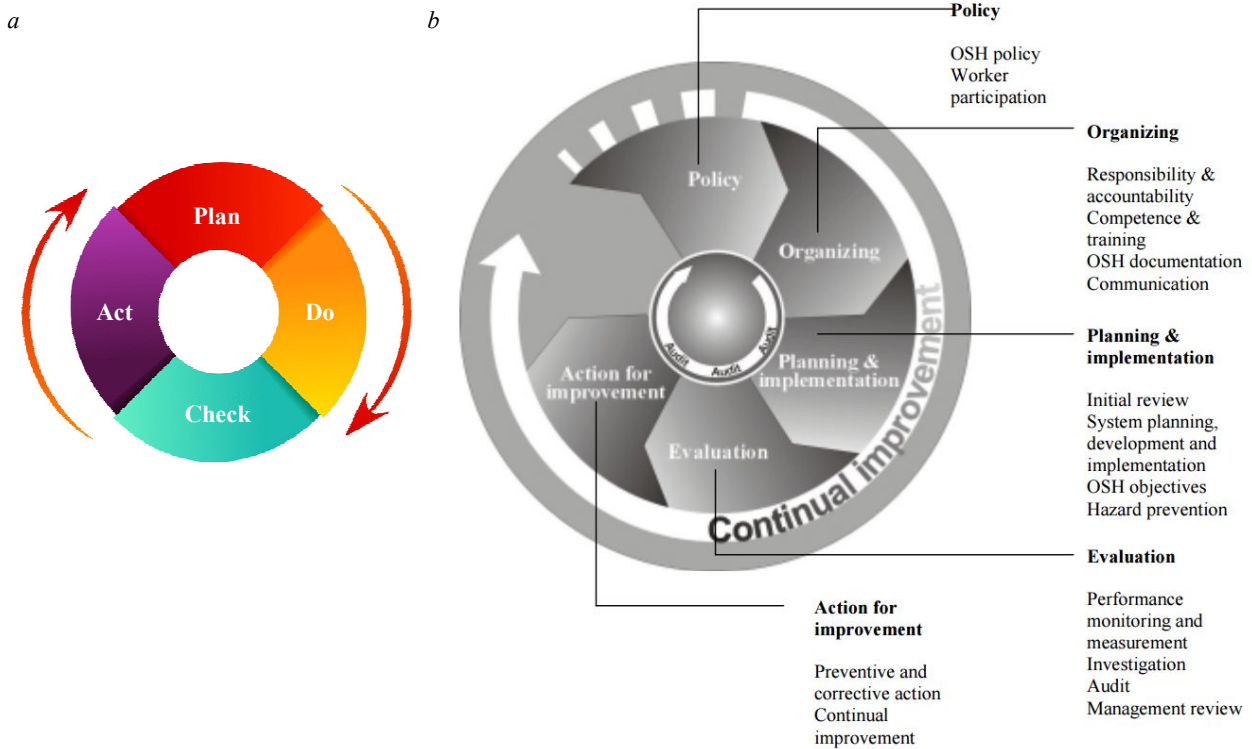 a
Plan
Do
Check
Act
b
Policy
OSH policy
Worker
participation
Organizing
Responsibility &
accountability
Competence &
training
OSH documentation
Communication
Planning &
implementation
Initial review
System planning,
development and
implementation
OSH objectives
Hazard prevention
Evaluation
Performance
monitoring and
measurement
Investigation
Audit
Management review
Action for
improvement
Preventive and
corrective action
Continual
improvement
Policy
Organizing
Planning &
implementation
Evaluation
Action for
improvement
Audit
Audit
Audit
Continual improvement